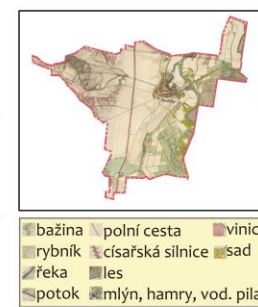 bažina polní cesta vinic
rybník císařská silnice sad
řeka les
potok mlýn, hamry, vod. pila